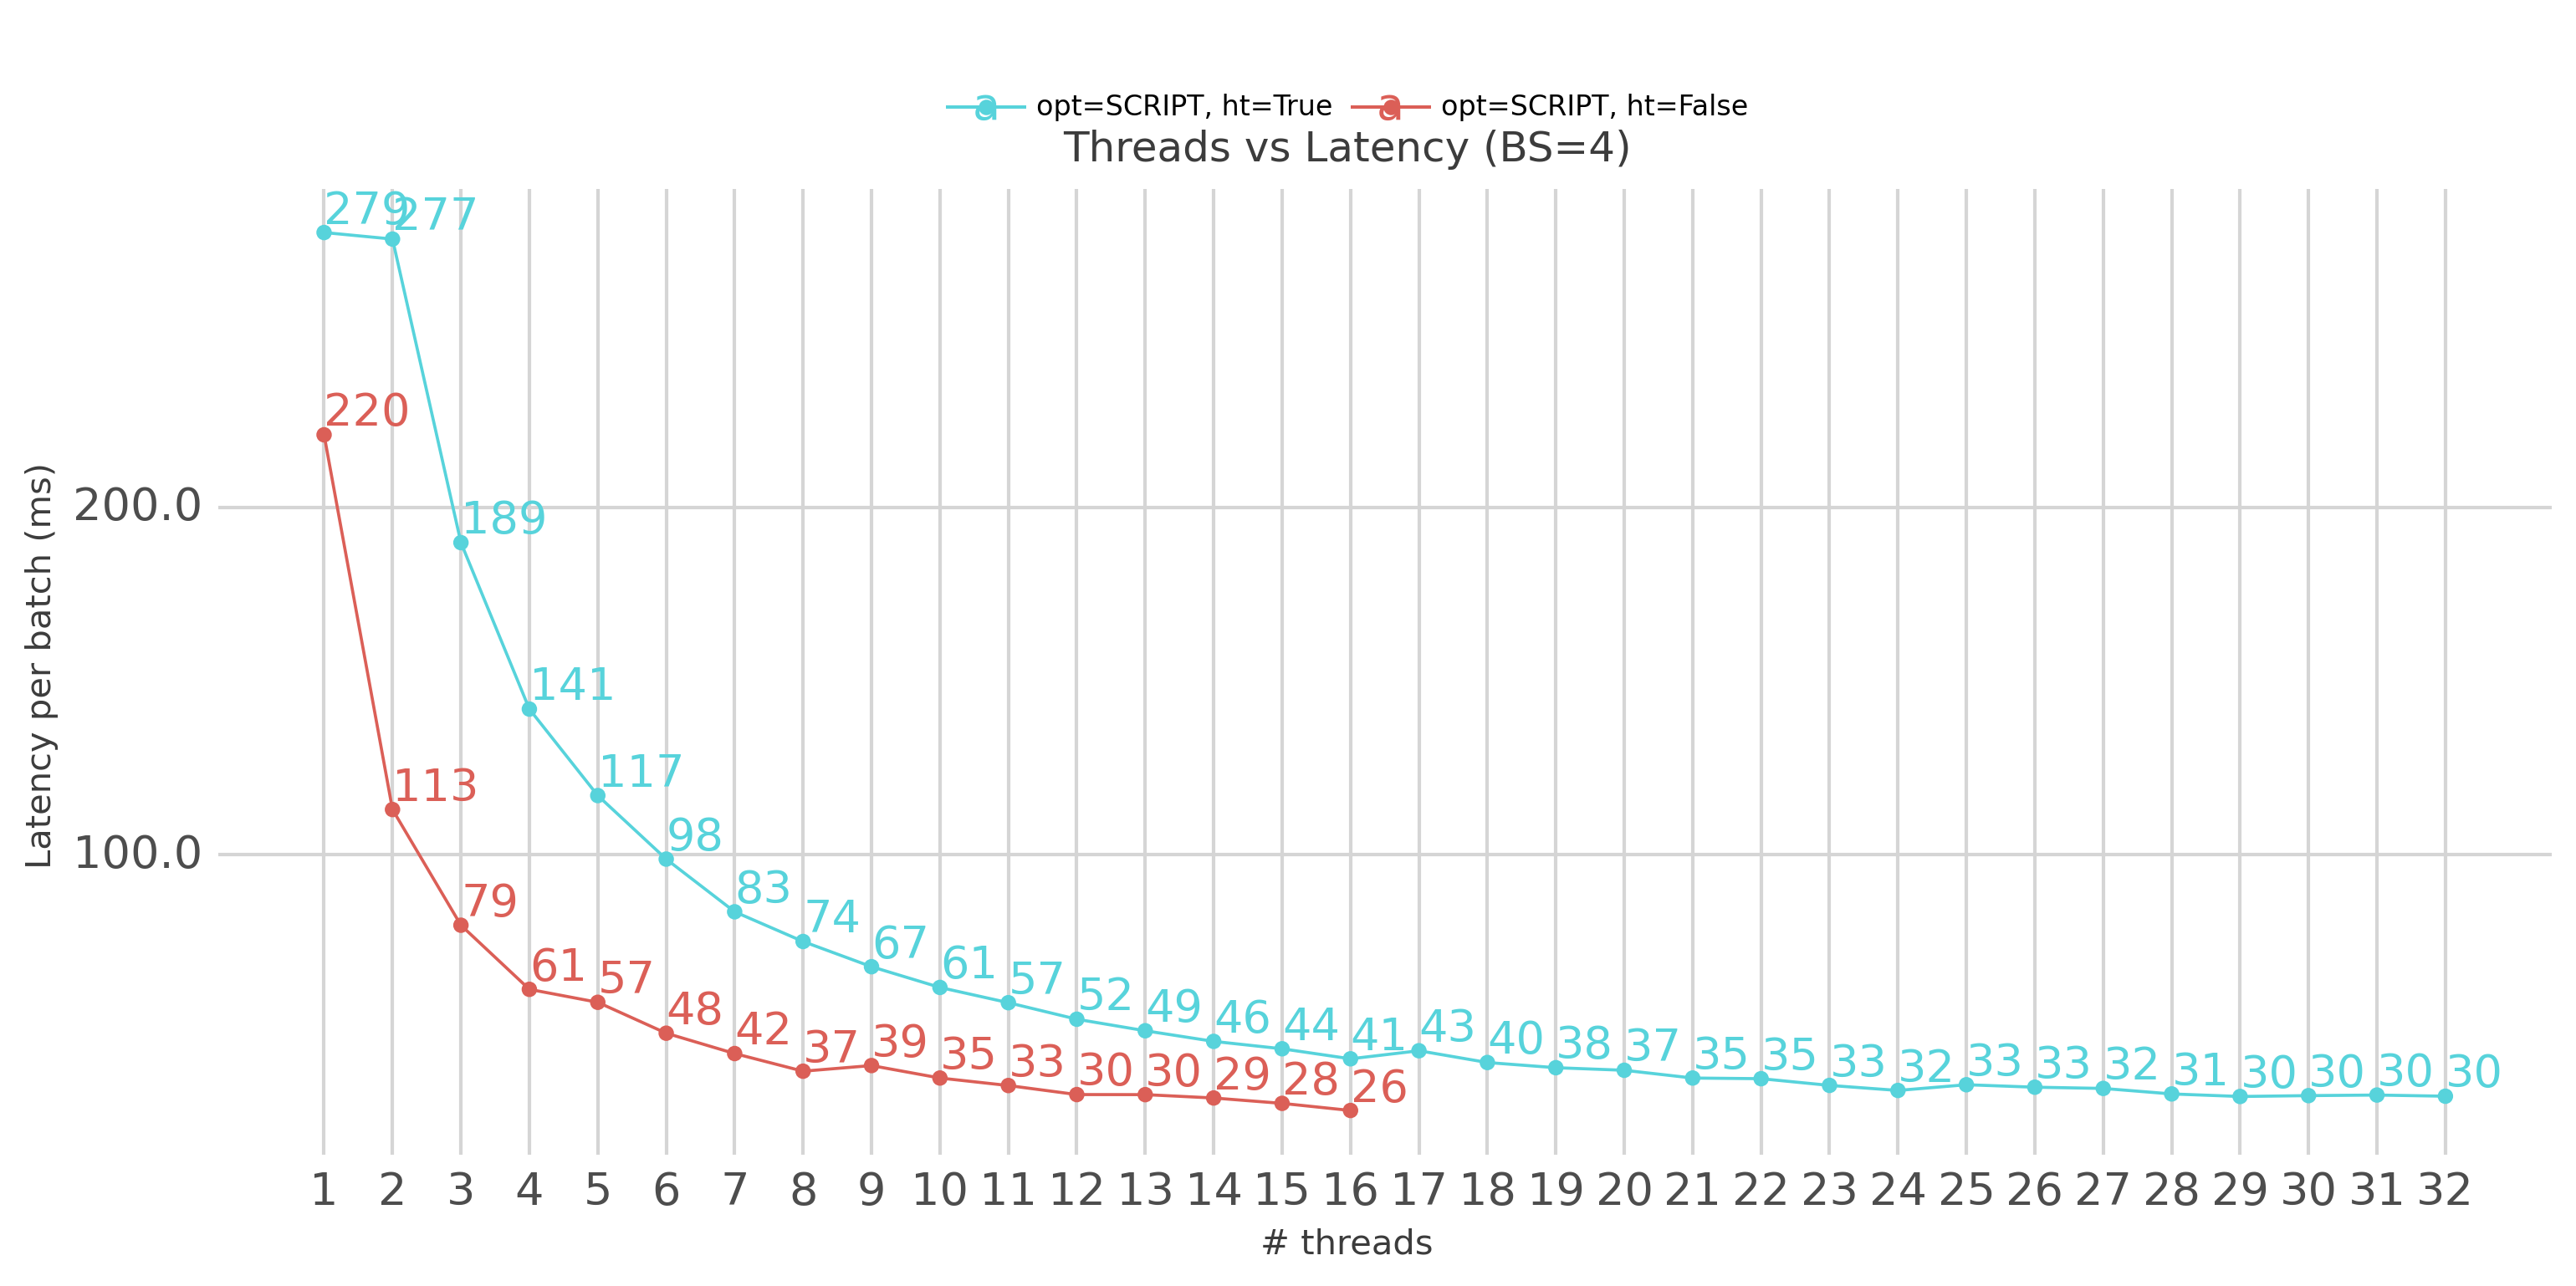 a opt=SCRIPT, ht=True a opt=SCRIPT, ht=False
Threads vs Latency (BS=4)
279 277 189 141 117 98 83 74 67 61 57 52 49 46 44 41 43 40 38 37 35 35 33 32 33 33 32 31 30 30 30 30
220 113 79 61 57 48 42 37 39 35 33 30 30 29 28 26
Latency per batch (ms)
200.0
100.0
1 2 3 4 5 6 7 8 9 10 11 12 13 14 15 16 17 18 19 20 21 22 23 24 25 26 27 28 29 30 31 32
# threads